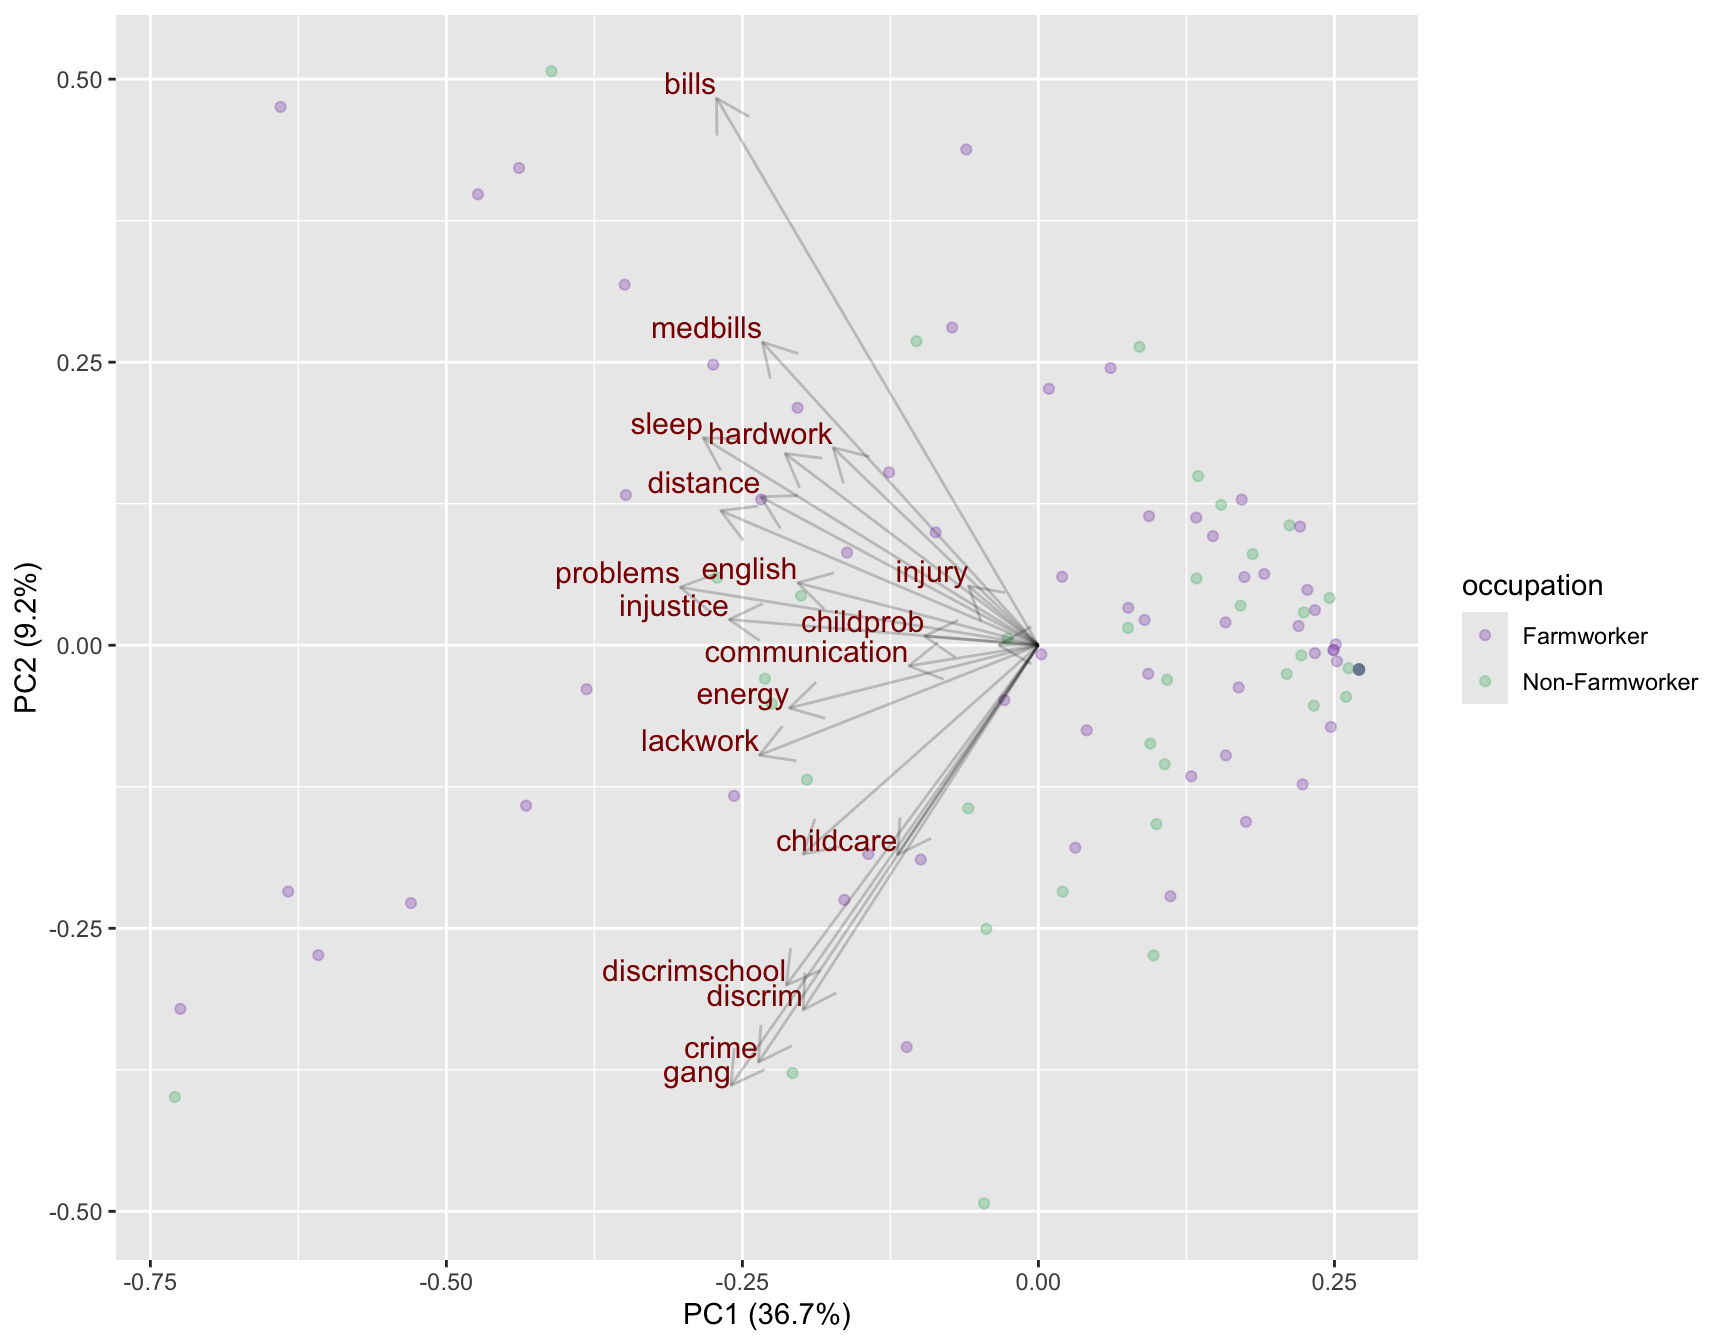 0.50
bills
medbills
0.25
sleep
hardwork
distance
problems
english
injury
injustice
occupation
childprob
Farmworker
0.00
communication
Non-Farmworker
energy
PC2 (9.2%)
lackwork
childcare
-0.25
discrimschool
discrim
crime
gang
-0.50
-0.75 -0.50 -0.25 0.00 0.25
PC1 (36.7%)